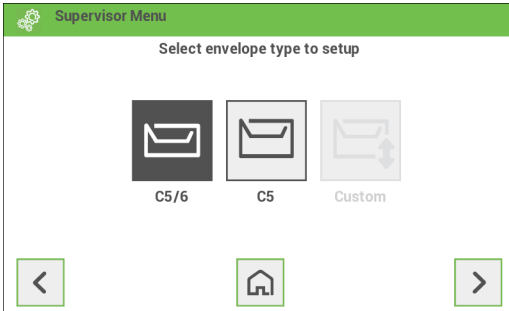 Supervisor Menu
Select envelope type to setup
C5/6
C5
Custom